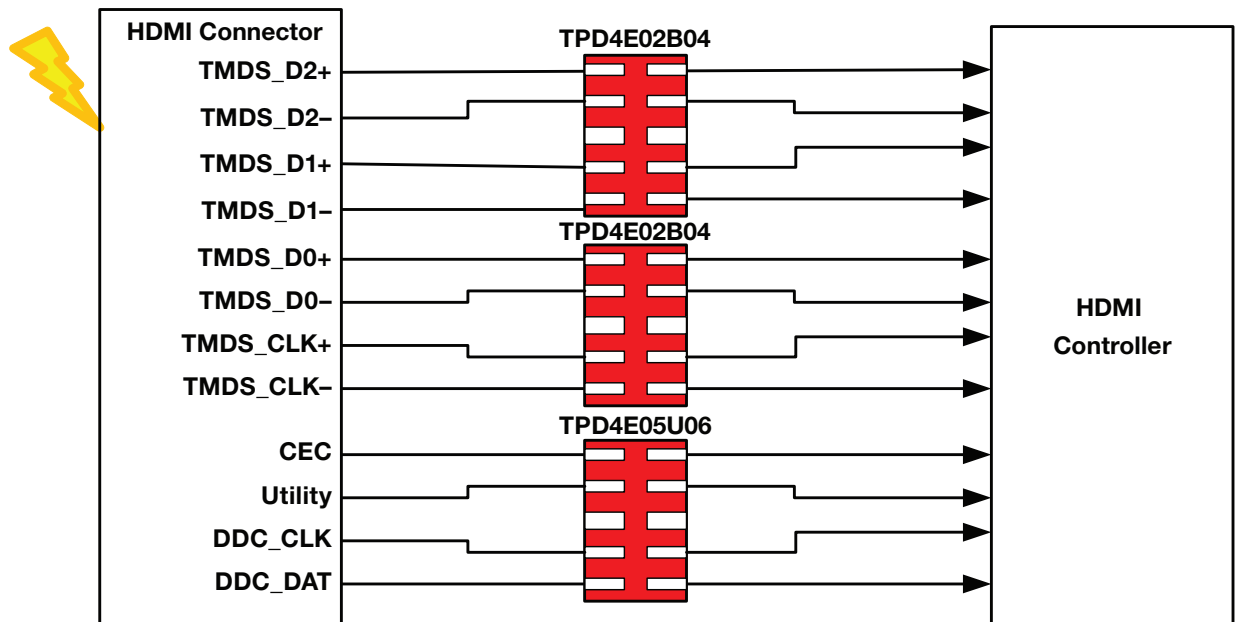 HDMI Connector
TMDS_D2+
TMDS_D2–
TMDS_D1+
TMDS_D1–
TMDS_D0+
TMDS_D0–
TMDS_CLK+
TMDS_CLK–
CEC
Utility
DDC_CLK
DDC_DAT
TPD4E02B04
TPD4E02B04
TPD4E05U06
HDMI
Controller